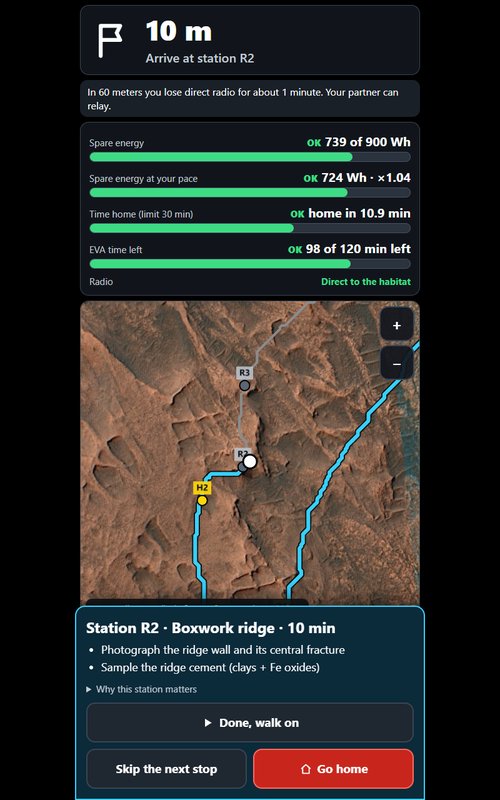 10 m
Arrive at station R2
In 60 meters you lose direct radio for about 1 minute. Your partner can
relay.
Spare energy OK 739 of 900 Wh
Spare energy at your pace OK 724 Wh · ×1.04
Time home (limit 30 min) OK home in 10.9 min
EVA time left OK 98 of 120 min left
Radio Direct to the habitat
+
−
R3
R2
H2
Station R2 · Boxwork ridge · 10 min
• Photograph the ridge wall and its central fracture
• Sample the ridge cement (clays + Fe oxides)
▶ Why this station matters
▶ Done, walk on
Skip the next stop
Go home